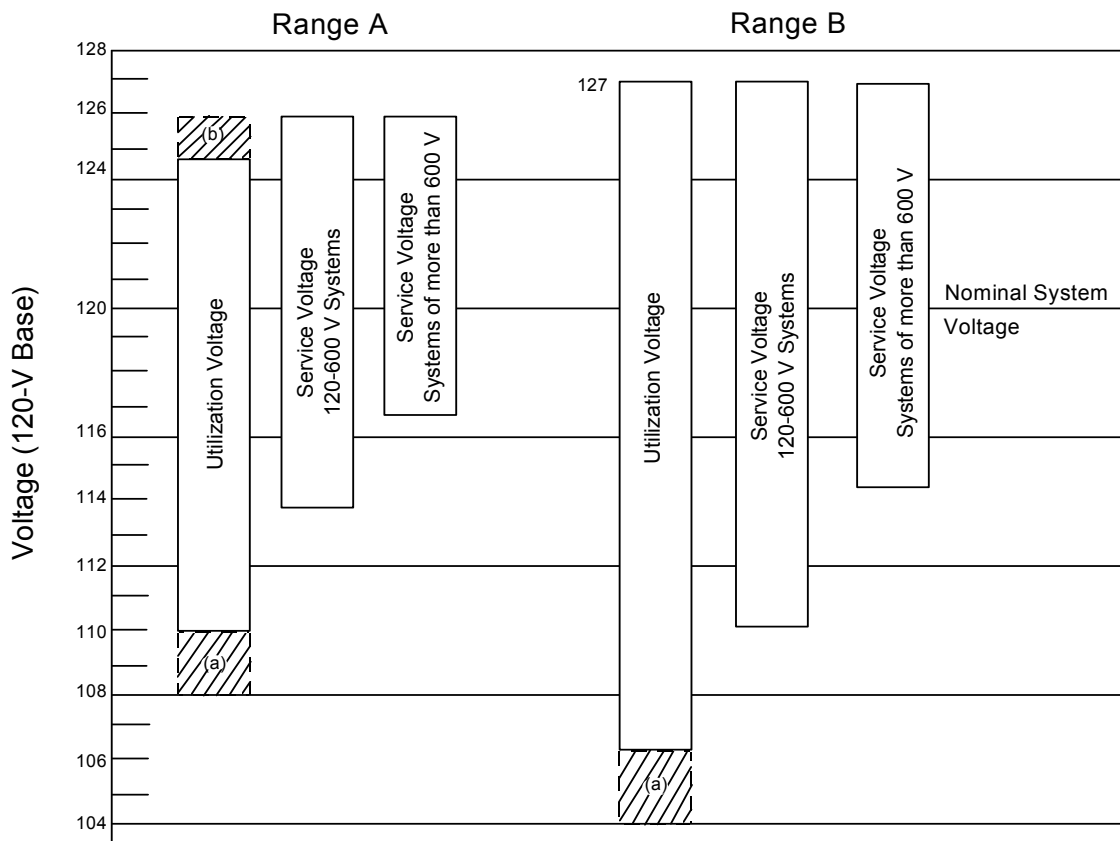 Range A
Range B
128
126
124
120
116
114
112
110
108
106
104
127
Voltage (120-V Base)
(b)
Utilization Voltage
(a)
Service Voltage
120-600 V Systems
Service Voltage
Systems of more than 600 V
Utilization Voltage
(a)
Service Voltage
120-600 V Systems
Service Voltage
Systems of more than 600 V
Nominal System
Voltage